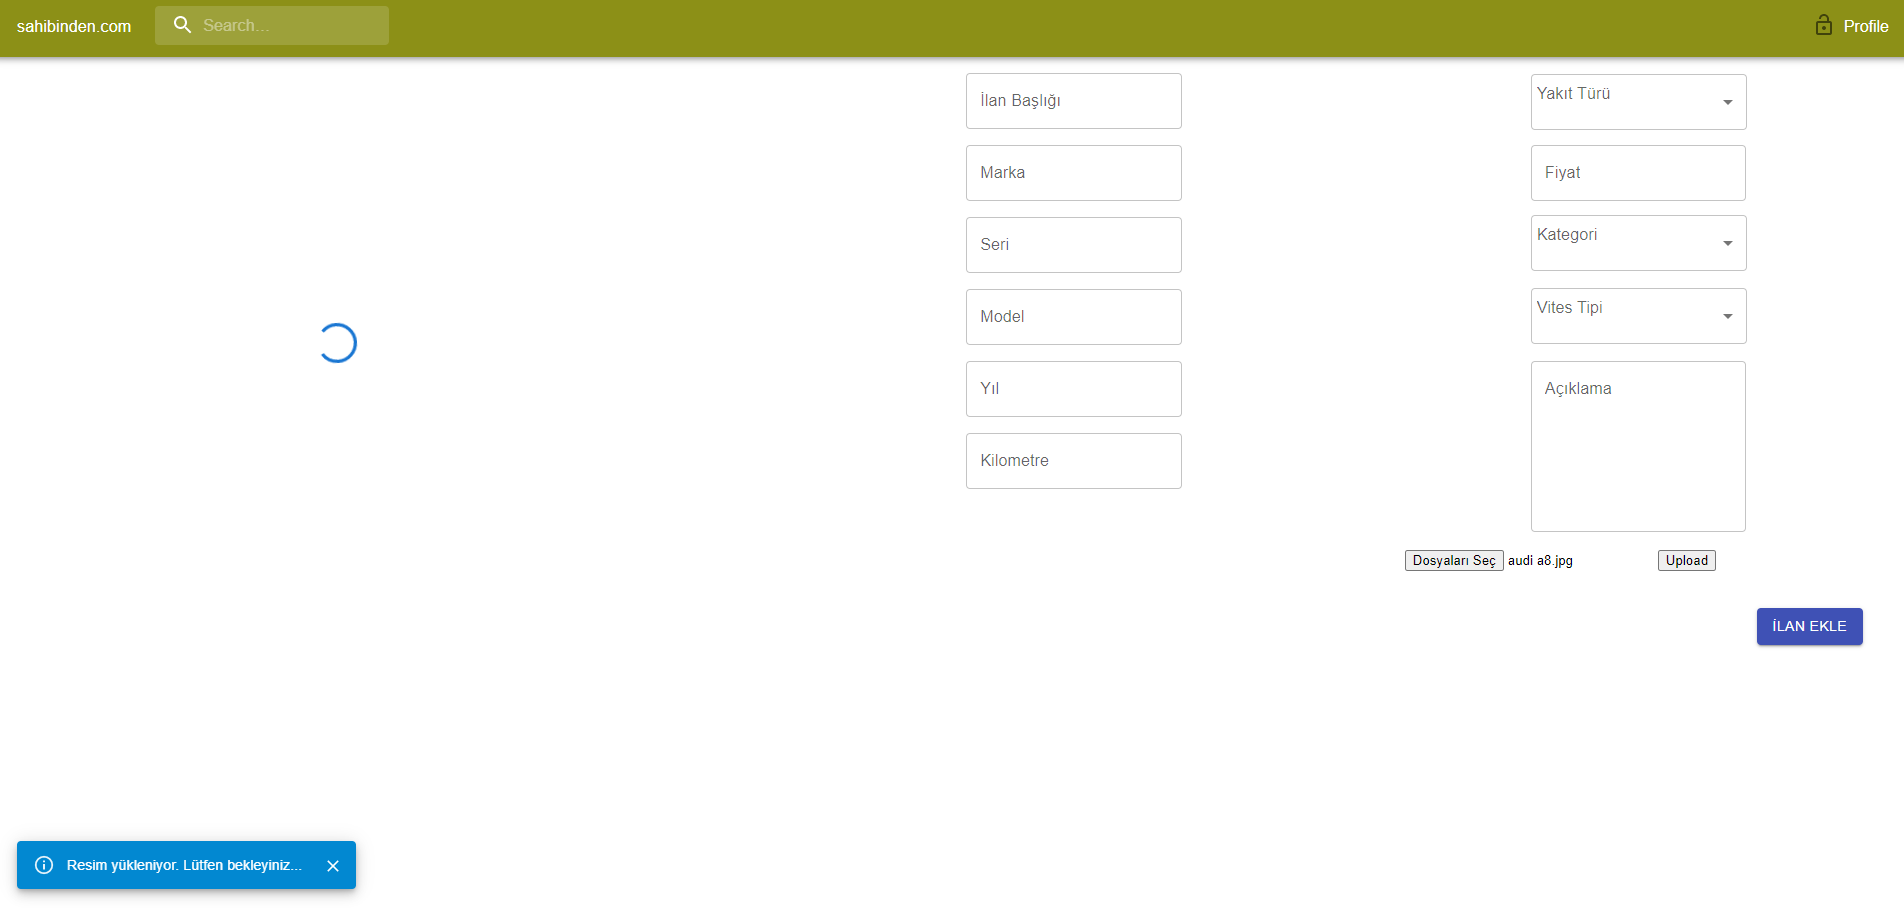 sahibinden.com
Search...
Profile
İlan Başlığı
Marka
Seri
Model
Yıl
Kilometre
Yakıt Türü
Fiyat
Kategori
Vites Tipi
Açıklama
Dosyaları Seç audi a8.jpg
Upload
İLAN EKLE
Resim yükleniyor. Lütfen bekleyiniz...